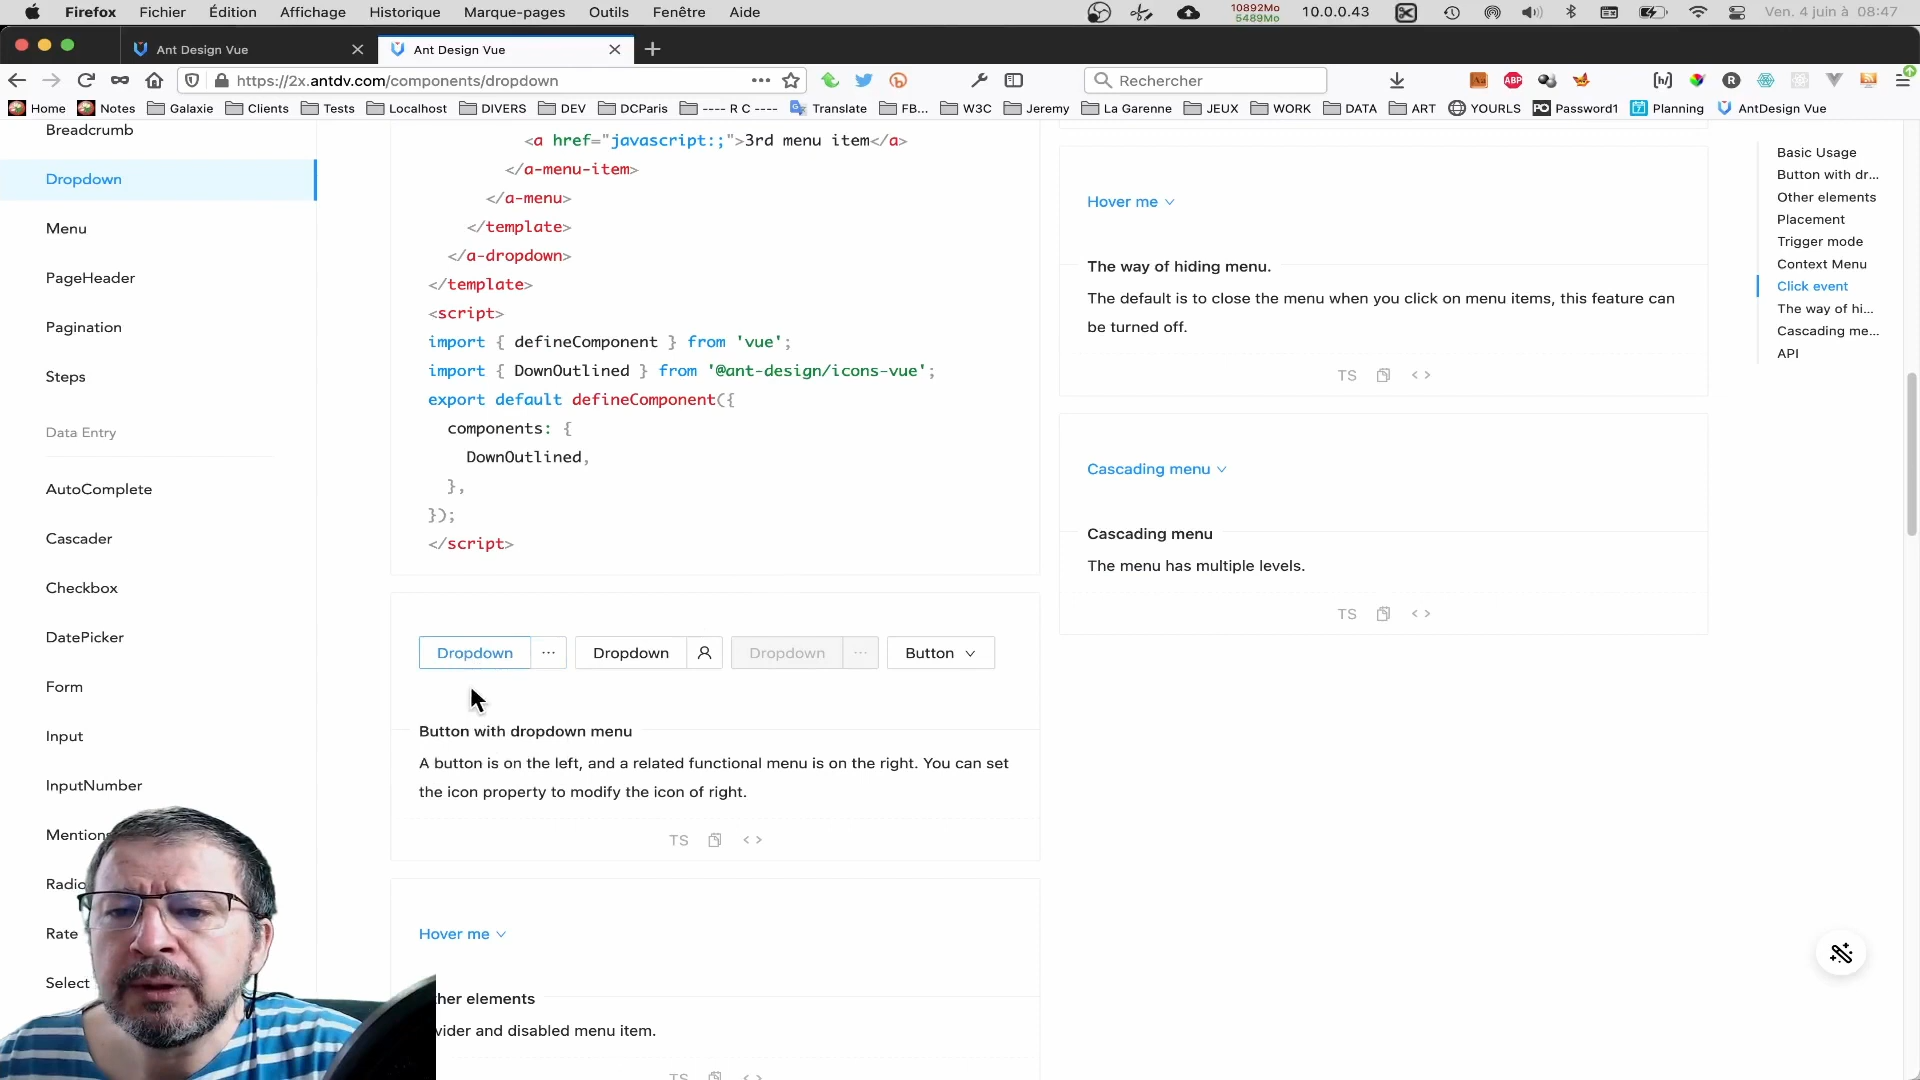 Firefox Fichier Édition Affichage Historique Marque-pages Outils Fenêtre Aide
10892Mo
5489Mo
10.0.0.43
Ven. 4 juin à 08:47
Ant Design Vue
Ant Design Vue
https://2x.antdv.com/components/dropdown
Rechercher
Home Notes Galaxie Clients Tests Localhost DIVERS DEV DCParis ---- R C ---- Translate FB... W3C Jeremy La Garenne JEUX WORK DATA ART YOURLS Password1 Planning AntDesign Vue
Breadcrumb
Dropdown
Menu
PageHeader
Pagination
Steps
Data Entry
AutoComplete
Cascader
Checkbox
DatePicker
Form
Input
InputNumber
Mentions
Radio
Rate
Select
<a href="javascript:;">3rd menu item</a>
</a-menu-item>
</a-menu>
</template>
</a-dropdown>
</template>
<script>
import { defineComponent } from 'vue';
import { DownOutlined } from '@ant-design/icons-vue';
export default defineComponent({
components: {
DownOutlined,
},
});
</script>
Dropdown ··· Dropdown Dropdown ··· Button
Button with dropdown menu
A button is on the left, and a related functional menu is on the right. You can set
the icon property to modify the icon of right.
TS < >
Hover me
ther elements
vider and disabled menu item.
TS < >
Hover me
The way of hiding menu.
The default is to close the menu when you click on menu items, this feature can
be turned off.
TS < >
Cascading menu
Cascading menu
The menu has multiple levels.
TS < >
Basic Usage
Button with dr...
Other elements
Placement
Trigger mode
Context Menu
Click event
The way of hi...
Cascading me...
API